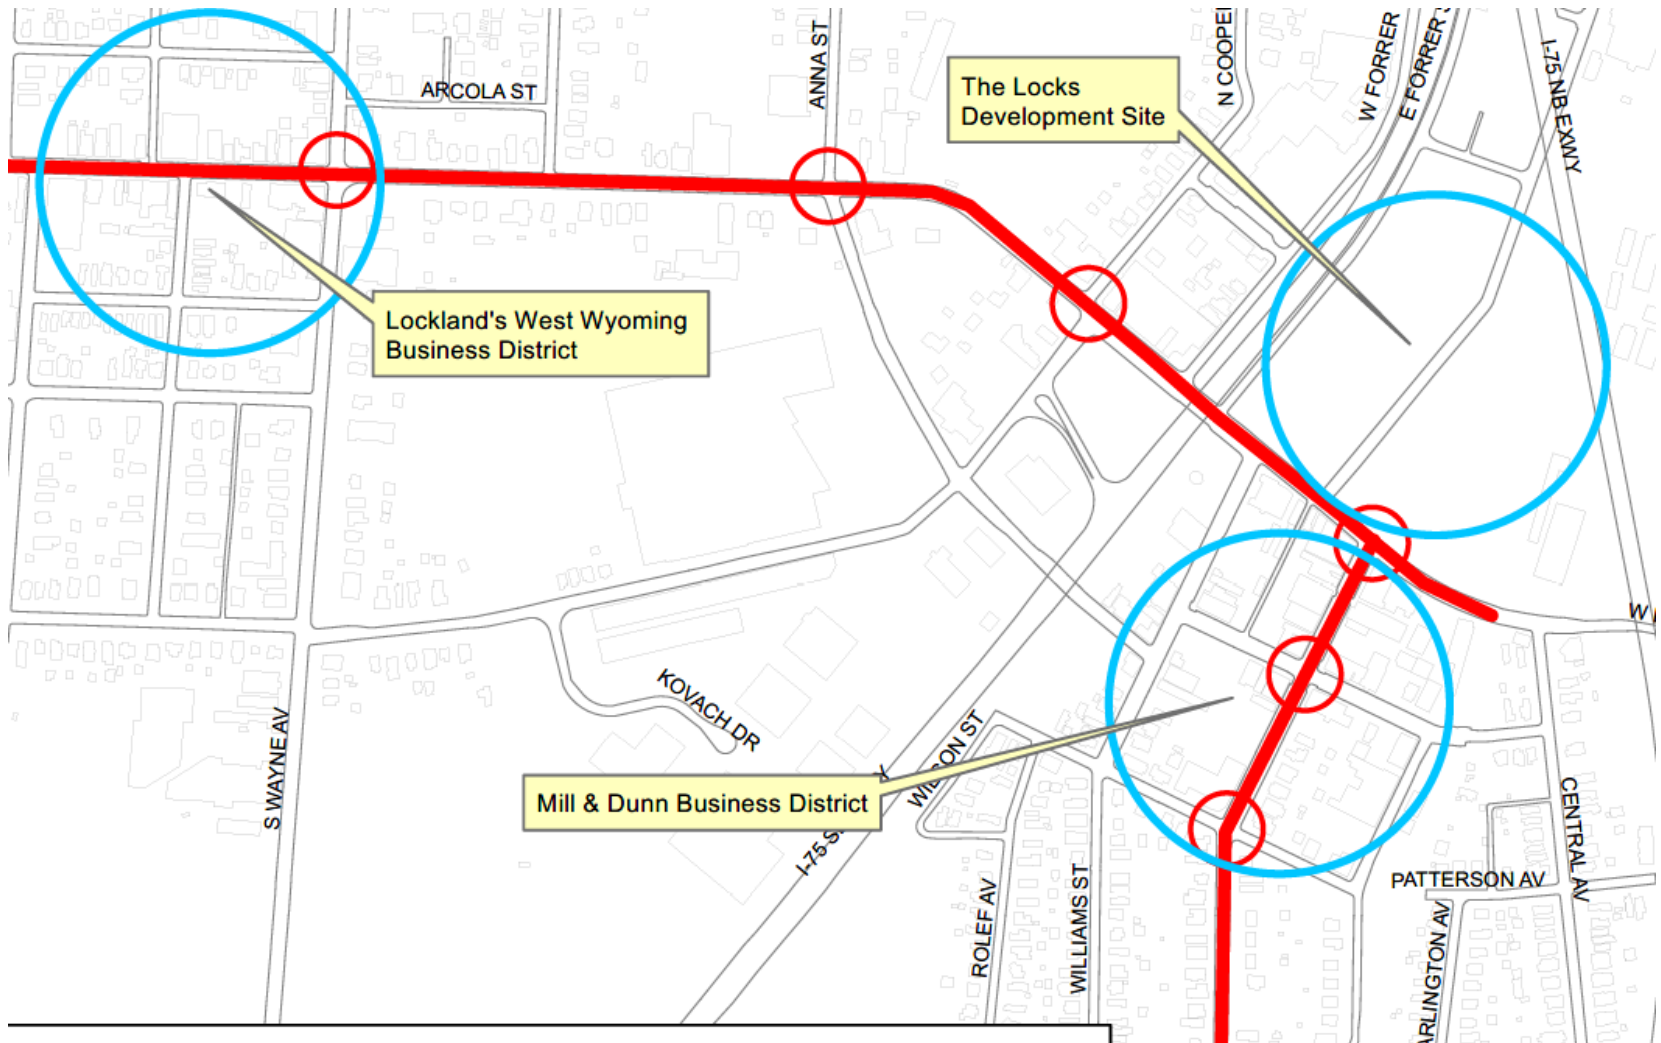 ARCOLA ST
ANNA ST
N COOPE
W FORRER
E FORRER
I-75 NB EXWY
The Locks
Development Site
Lockland's West Wyoming
Business District
KOVACH DR
S WAYNE AV
Mill & Dunn Business District
I-75
WILSON ST
ROLEF AV
WILLIAMS ST
PATTERSON AV
CENTRAL AV
ARLINGTON AV
W